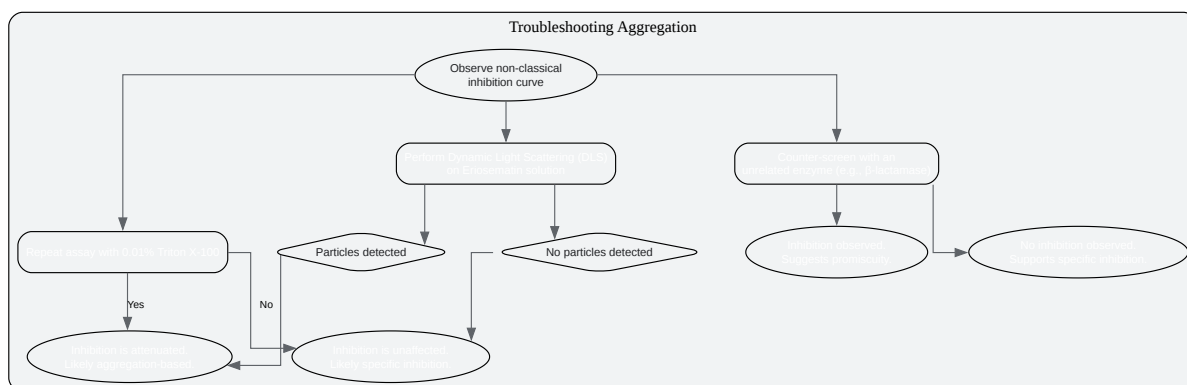 Troubleshooting Aggregation
Observe non-classical
inhibition curve
Perform Dynamic Light Scattering (DLS)
on Enossmann solution
Counter-screen with an
unrelated enzyme (e.g., β-lactamase)
Repeat assay with 0.01% Triton X-100
Particles detected
No particles detected
Inhibition observed.
Suggests promiscuity.
No inhibition observed.
Supports specific inhibition.
Yes
No
Inhibition is attenuated.
Likely aggregation-based.
Inhibition is unaffected.
Likely specific inhibition.